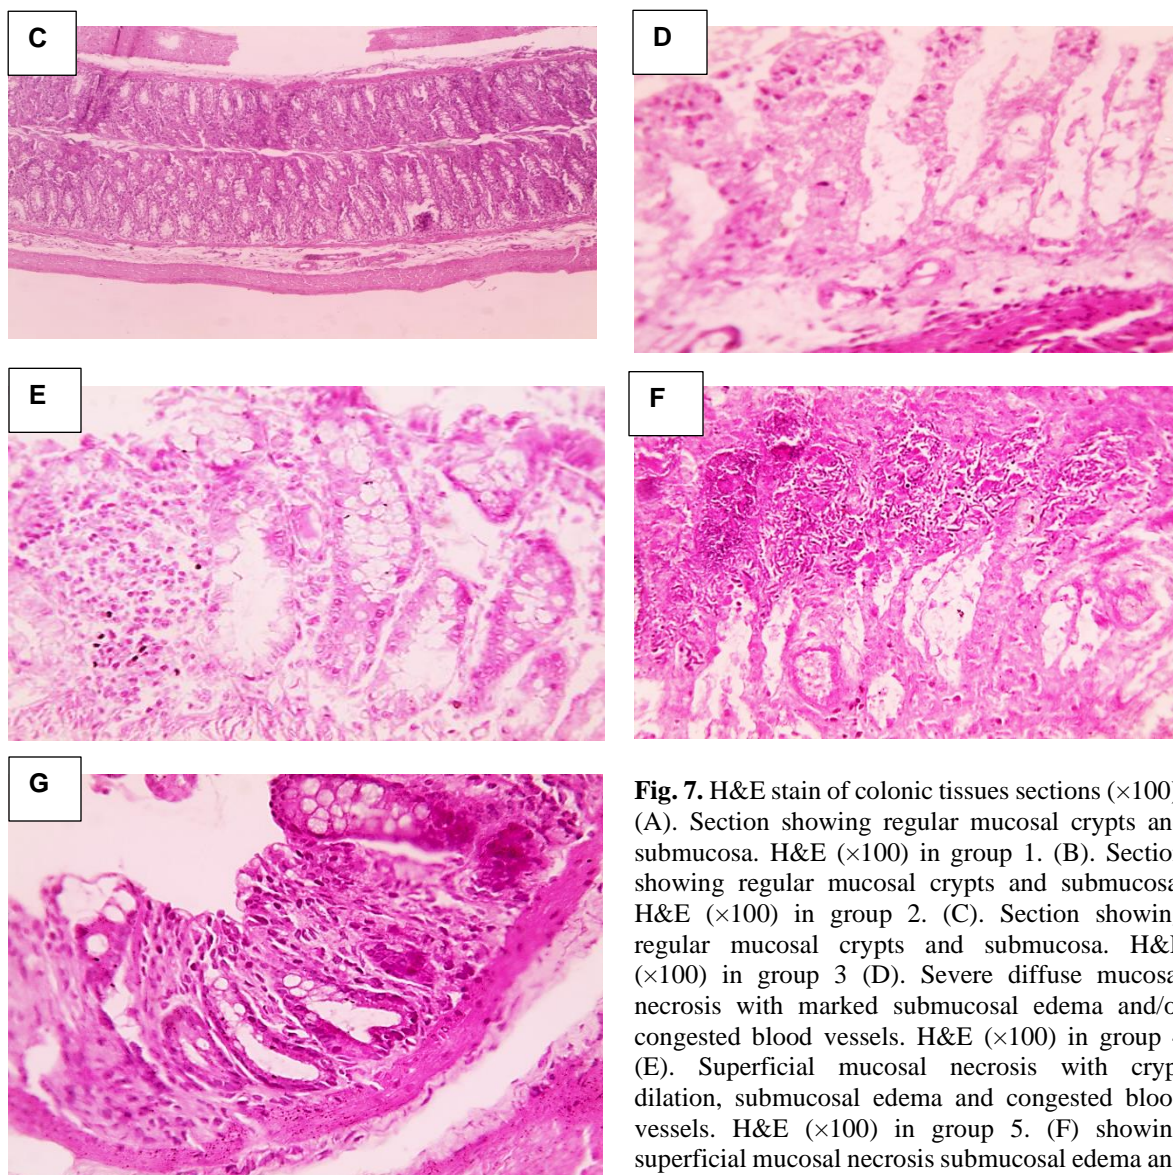 C
D
E
F
G
Fig. 7. H&E stain of colonic tissues sections (×100)
(A). Section showing regular mucosal crypts an
submucosa. H&E (×100) in group 1. (B). Sectio
showing regular mucosal crypts and submucosa
H&E (×100) in group 2. (C). Section showin
regular mucosal crypts and submucosa. H&E
(×100) in group 3 (D). Severe diffuse mucosa
necrosis with marked submucosal edema and/o
congested blood vessels. H&E (×100) in group
(E). Superficial mucosal necrosis with cryp
dilation, submucosal edema and congested bloo
vessels. H&E (×100) in group 5. (F) showin
superficial mucosal necrosis submucosal edema an